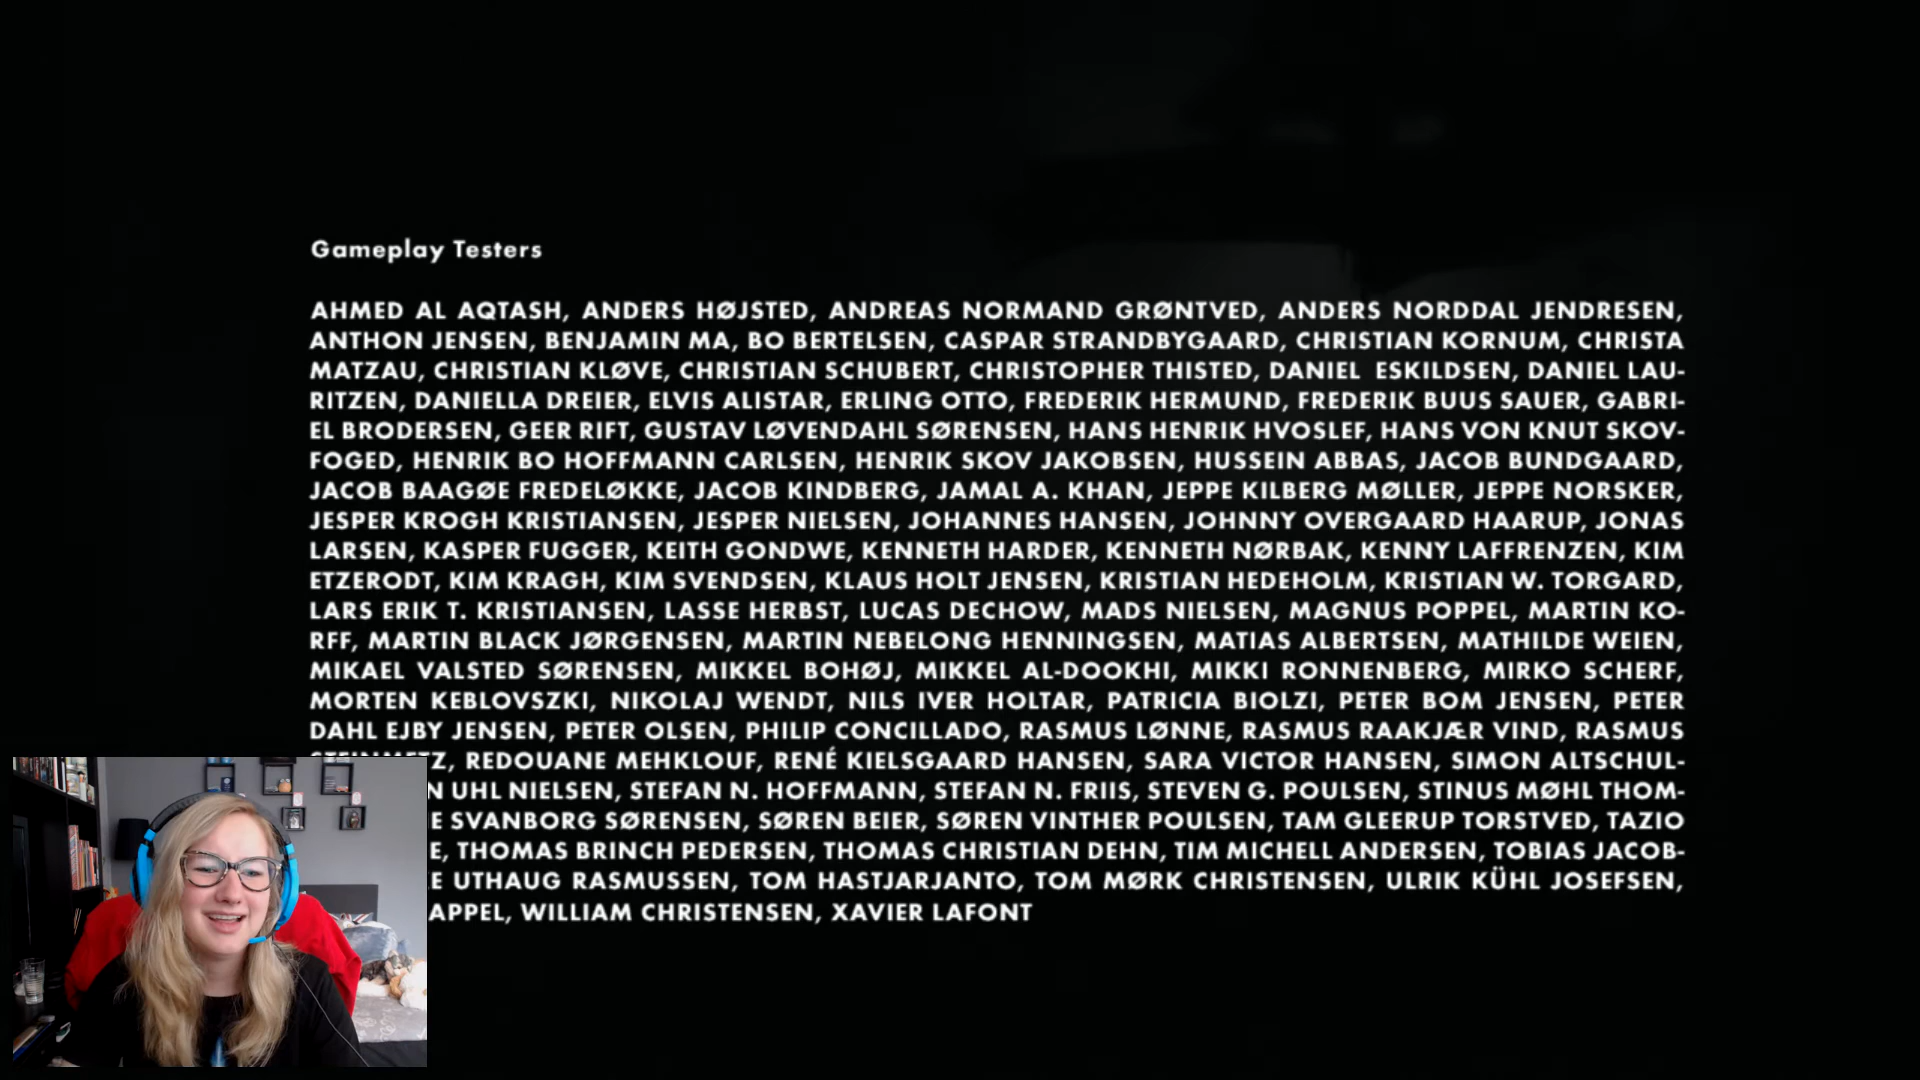 Gameplay Testers
AHMED AL AQTASH, ANDERS HØJSTED, ANDREAS NORMAND GRØNTVED, ANDERS NORDDAL JENDRESEN,
ANTHON JENSEN, BENJAMIN MA, BO BERTELSEN, CASPAR STRANDBYGAARD, CHRISTIAN KORNUM, CHRISTA
MATZAU, CHRISTIAN KLØVE, CHRISTIAN SCHUBERT, CHRISTOPHER THISTED, DANIEL ESKILDSEN, DANIEL LAU-
RITZEN, DANIELLA DREIER, ELVIS ALISTAR, ERLING OTTO, FREDERIK HERMUND, FREDERIK BUUS SAUER, GABRI-
EL BRODERSEN, GEER RIFT, GUSTAV LØVENDAHL SØRENSEN, HANS HENRIK HVOSLEF, HANS VON KNUT SKOV-
FOGED, HENRIK BO HOFFMANN CARLSEN, HENRIK SKOV JAKOBSEN, HUSSEIN ABBAS, JACOB BUNDGAARD,
JACOB BAAGØE FREDELØKKE, JACOB KINDBERG, JAMAL A. KHAN, JEPPE KILBERG MØLLER, JEPPE NORSKER,
JESPER KROGH KRISTIANSEN, JESPER NIELSEN, JOHANNES HANSEN, JOHNNY OVERGAARD HAARUP, JONAS
LARSEN, KASPER FUGGER, KEITH GONDWE, KENNETH HARDER, KENNETH NØRBAK, KENNY LAFFRENZEN, KIM
ETZERODT, KIM KRAGH, KIM SVENDSEN, KLAUS HOLT JENSEN, KRISTIAN HEDEHOLM, KRISTIAN W. TORGARD,
LARS ERIK T. KRISTIANSEN, LASSE HERBST, LUCAS DECHOW, MADS NIELSEN, MAGNUS POPPEL, MARTIN KO-
RFF, MARTIN BLACK JØRGENSEN, MARTIN NEBELONG HENNINGSEN, MATIAS ALBERTSEN, MATHILDE WEIEN,
MIKAEL VALSTED SØRENSEN, MIKKEL BOHØJ, MIKKEL AL-DOOKHI, MIKKI RONNENBERG, MIRKO SCHERF,
MORTEN KEBLOVSZKI, NIKOLAJ WENDT, NILS IVER HOLTAR, PATRICIA BIOLZI, PETER BOM JENSEN, PETER
DAHL EJBY JENSEN, PETER OLSEN, PHILIP CONCILLADO, RASMUS LØNNE, RASMUS RAAKJÆR VIND, RASMUS
Z, REDOUANE MEHKLOUF, RENÉ KIELSGAARD HANSEN, SARA VICTOR HANSEN, SIMON ALTSCHUL-
N UHL NIELSEN, STEFAN N. HOFFMANN, STEFAN N. FRIIS, STEVEN G. POULSEN, STINUS MØHL THOM-
E SVANBORG SØRENSEN, SØREN BEIER, SØREN VINTHER POULSEN, TAM GLEERUP TORSTVED, TAZIO
E, THOMAS BRINCH PEDERSEN, THOMAS CHRISTIAN DEHN, TIM MICHELL ANDERSEN, TOBIAS JACOB-
E UTHAUG RASMUSSEN, TOM HASTJARJANTO, TOM MØRK CHRISTENSEN, ULRIK KÜHL JOSEFSEN,
APPEL, WILLIAM CHRISTENSEN, XAVIER LAFONT